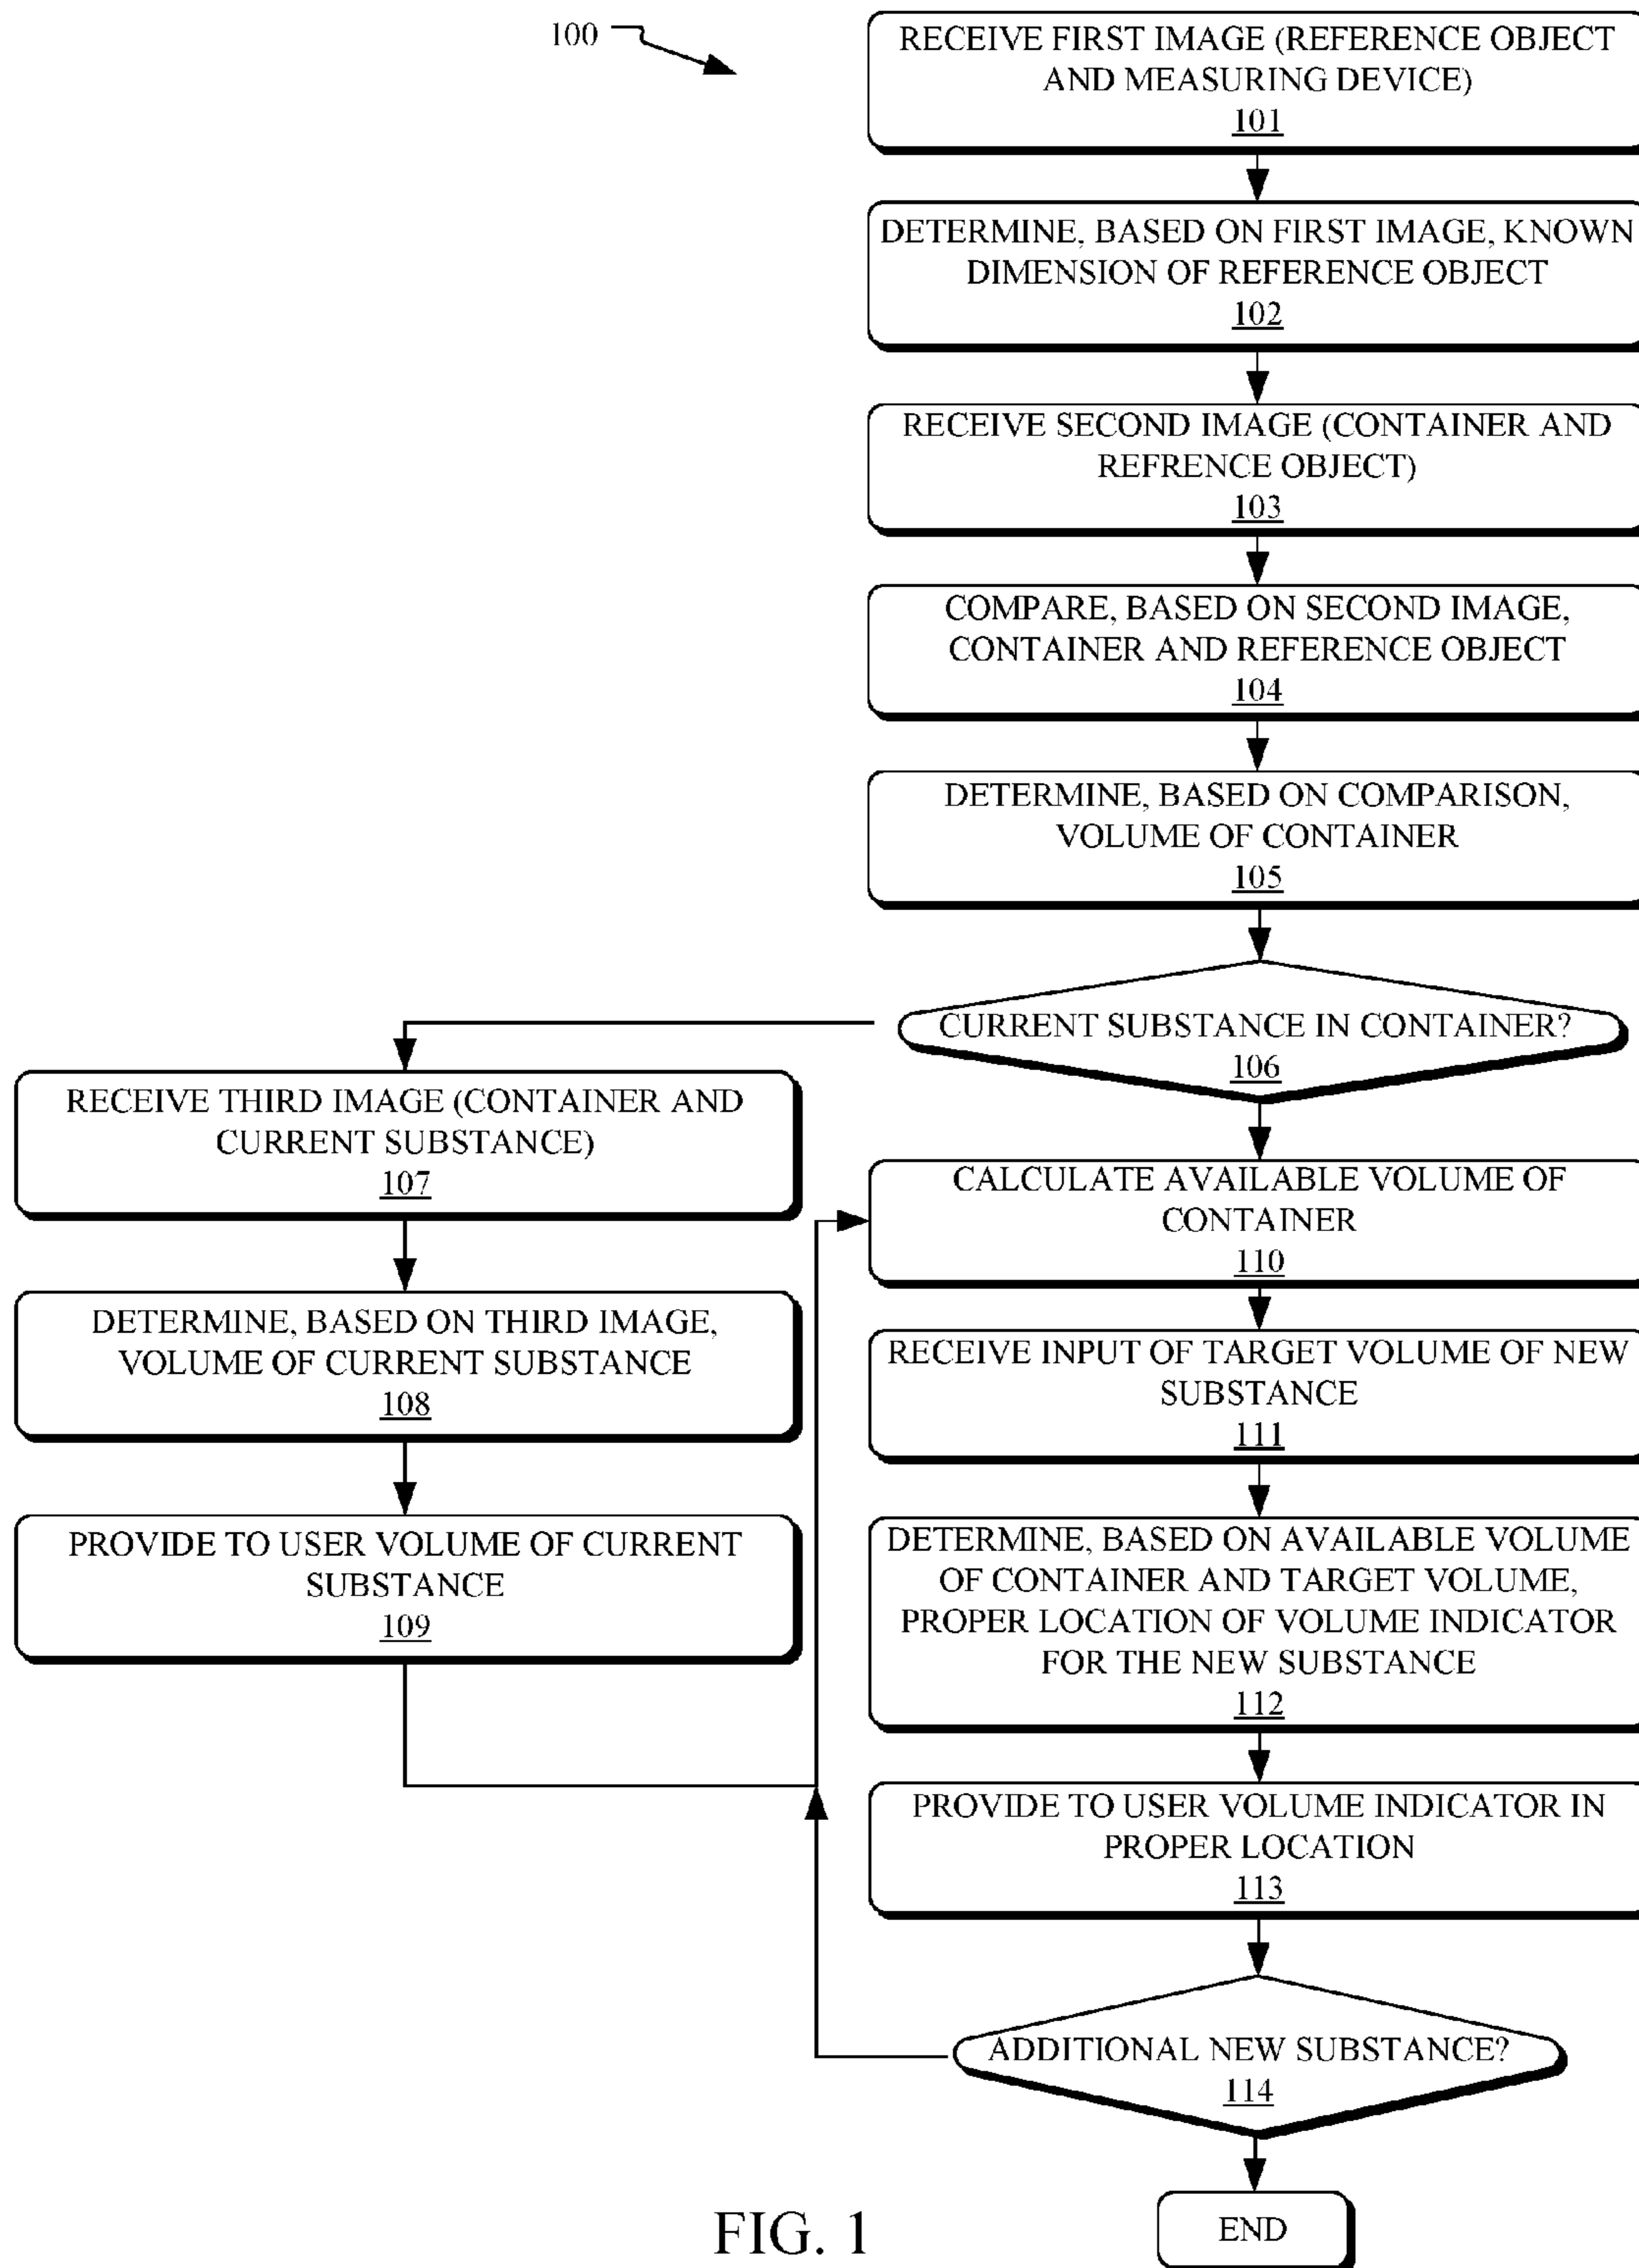 100
RECEIVE FIRST IMAGE (REFERENCE OBJECT
AND MEASURING DEVICE)
101
DETERMINE, BASED ON FIRST IMAGE, KNOWN
DIMENSION OF REFERENCE OBJECT
102
RECEIVE SECOND IMAGE (CONTAINER AND
REFRENCE OBJECT)
103
COMPARE, BASED ON SECOND IMAGE,
CONTAINER AND REFERENCE OBJECT
104
DETERMINE, BASED ON COMPARISON,
VOLUME OF CONTAINER
105
CURRENT SUBSTANCE IN CONTAINER?
106
RECEIVE THIRD IMAGE (CONTAINER AND
CURRENT SUBSTANCE)
107
DETERMINE, BASED ON THIRD IMAGE,
VOLUME OF CURRENT SUBSTANCE
108
PROVIDE TO USER VOLUME OF CURRENT
SUBSTANCE
109
CALCULATE AVAILABLE VOLUME OF
CONTAINER
110
RECEIVE INPUT OF TARGET VOLUME OF NEW
SUBSTANCE
111
DETERMINE, BASED ON AVAILABLE VOLUME
OF CONTAINER AND TARGET VOLUME,
PROPER LOCATION OF VOLUME INDICATOR
FOR THE NEW SUBSTANCE
112
PROVIDE TO USER VOLUME INDICATOR IN
PROPER LOCATION
113
ADDITIONAL NEW SUBSTANCE?
114
END
FIG. 1